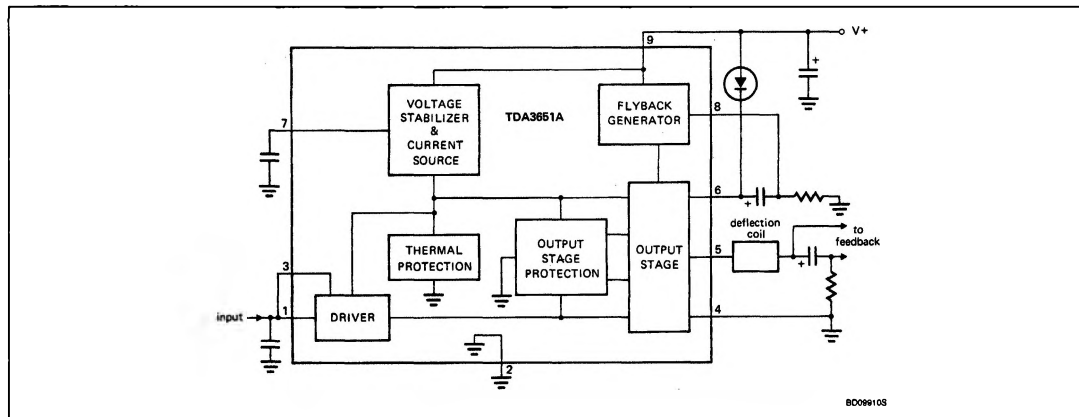 9
V+
+
VOLTAGE
STABILIZER
&
CURRENT
SOURCE
TDA3651A
FLYBACK
GENERATOR
8
7
6
+
deflection
coil
to
feedback
THERMAL
PROTECTION
OUTPUT
STAGE
PROTECTION
OUTPUT
STAGE
5
+
3
input
1
DRIVER
4
2
BD09910S